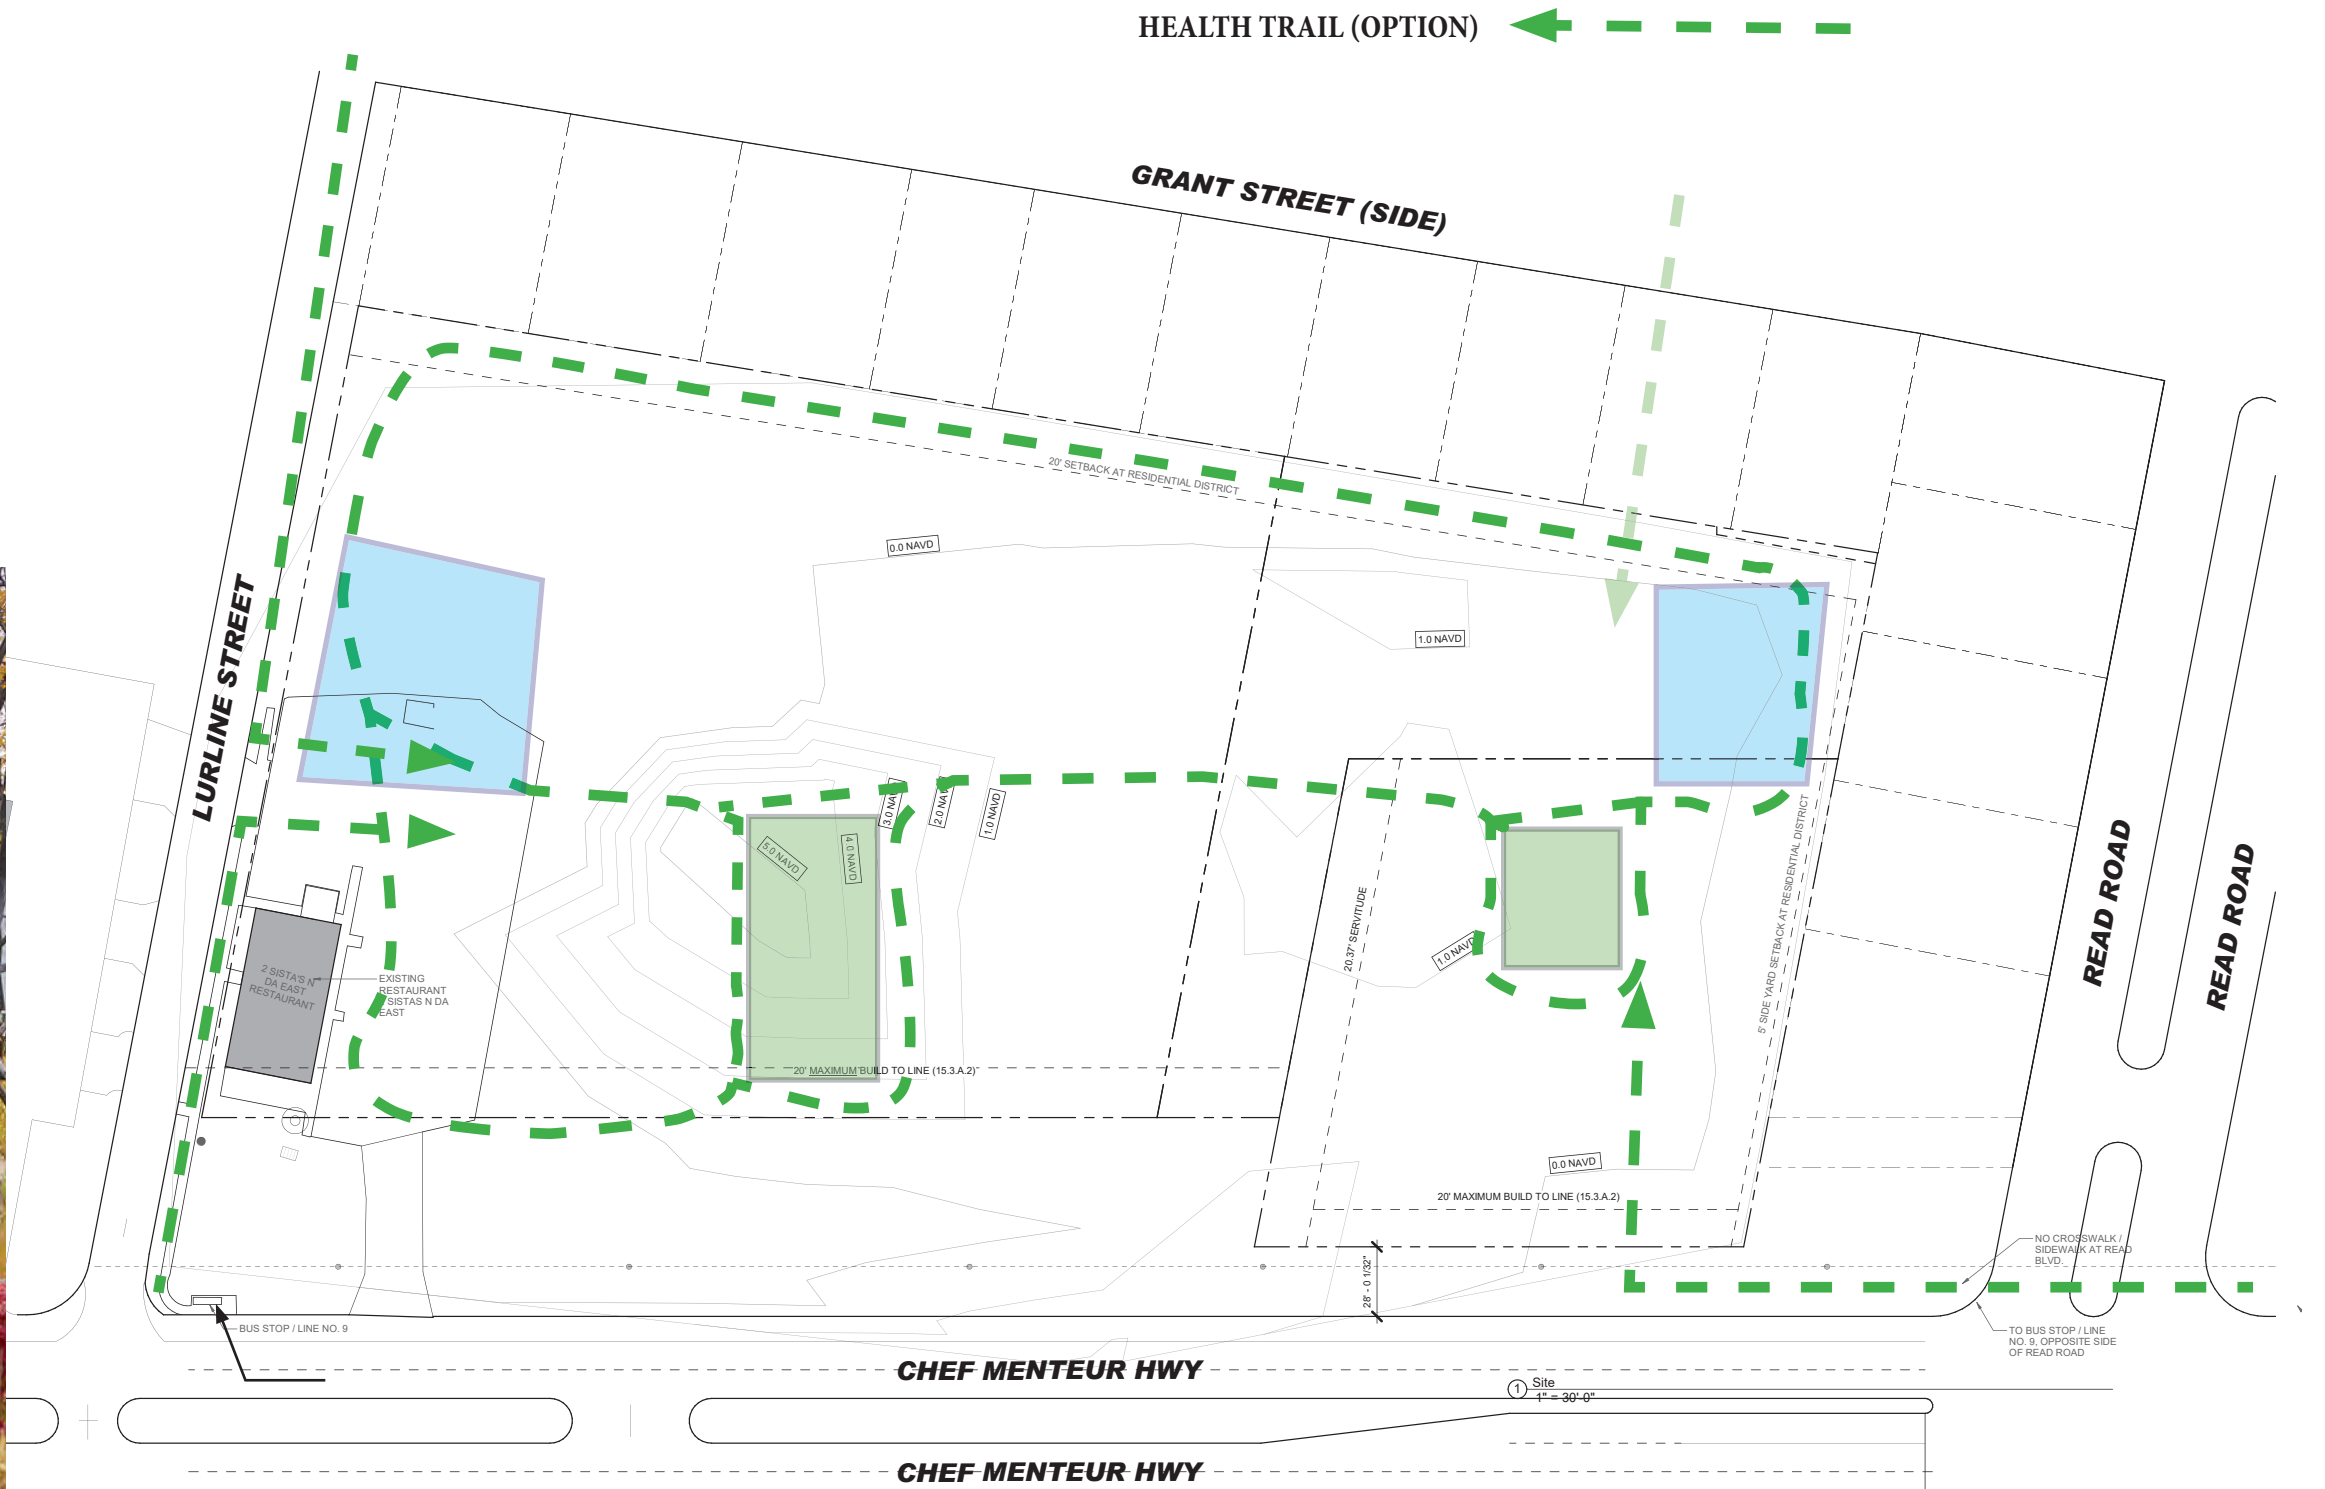 HEALTH TRAIL (OPTION)
GRANT STREET (SIDE)
20' SETBACK AT RESIDENTIAL DISTRICT
0.0 NAVD
1.0 NAVD
LURLINE STREET
3.0 NAV
2.0 NAV
1.0 NAVD
5.0 NAVD
4.0 NAVD
READ ROAD
READ ROAD
20.37' SERVITUDE
1.0 NAVD
5' SIDE YARD SETBACK AT RESIDENTIAL DISTRICT
2 SISTA'S N
DA EAST
RESTAURANT
EXISTING
RESTAURANT
SISTAS N DA
EAST
20' MAXIMUM BUILD TO LINE (15.3.A.2)
0.0 NAVD
20' MAXIMUM BUILD TO LINE (15.3.A.2)
28' - 0 1/32"
NO CROSSWALK /
SIDEWALK AT READ
BLVD.
BUS STOP / LINE NO. 9
TO BUS STOP / LINE
NO. 9, OPPOSITE SIDE
OF READ ROAD
CHEF MENTEUR HWY
1 Site
1" = 30'-0"
CHEF MENTEUR HWY